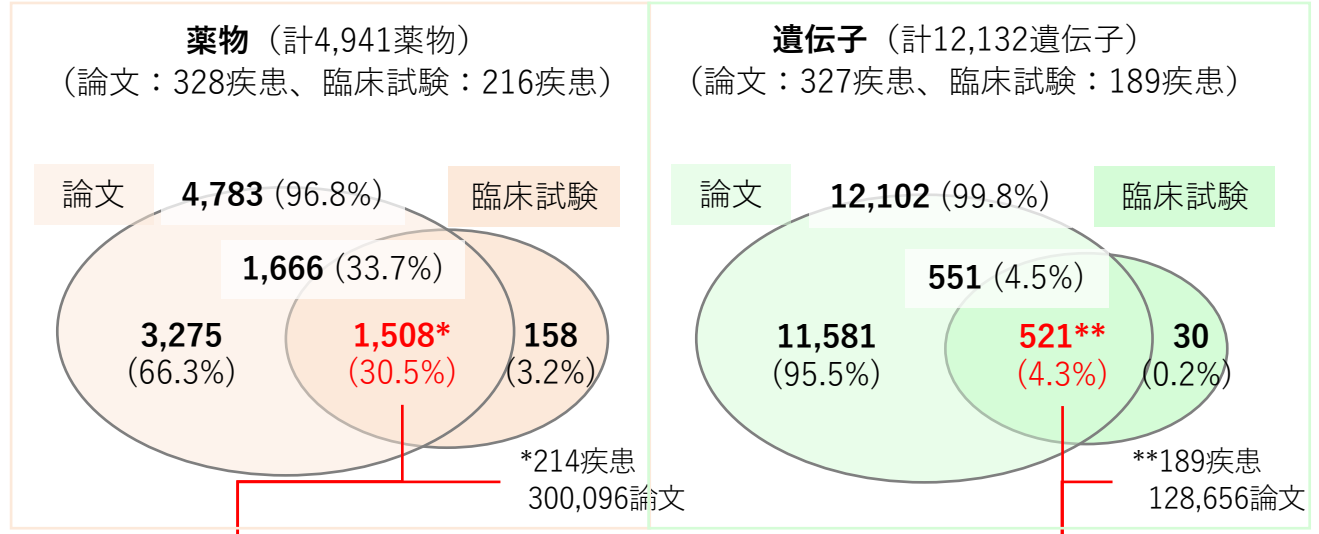 薬物（計4,941薬物）
（論文：328疾患、臨床試験：216疾患）
論文
4,783 (96.8%)
臨床試験
1,666 (33.7%)
3,275
(66.3%)
1,508*
(30.5%)
158
(3.2%)
*214疾患
300,096論文
遺伝子（計12,132遺伝子）
（論文：327疾患、臨床試験：189疾患）
論文
12,102 (99.8%)
臨床試験
551 (4.5%)
11,581
(95.5%)
521**
(4.3%)
30
(0.2%)
**189疾患
128,656論文